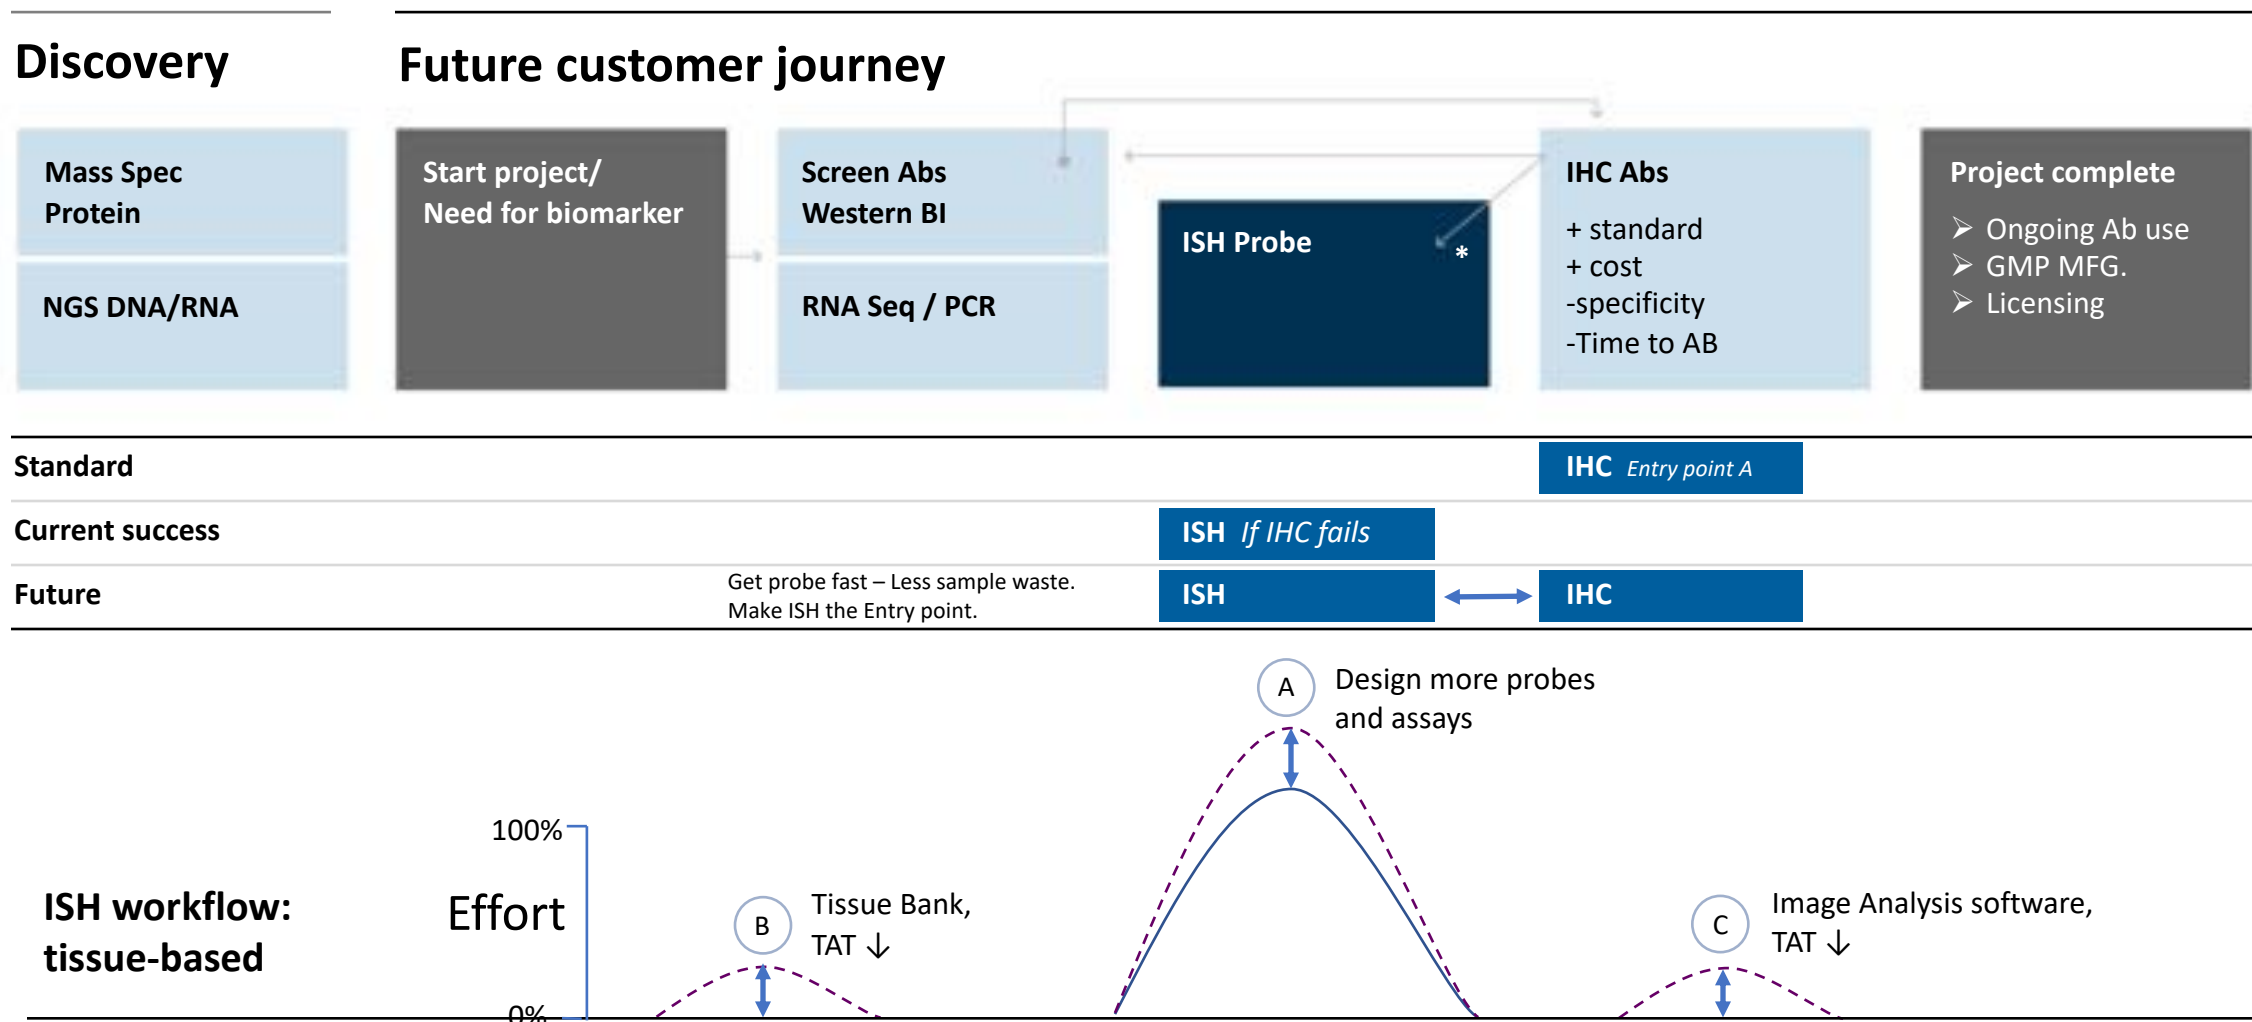 Discovery
Future customer journey
Mass Spec
Protein
NGS DNA/RNA
Start project/
Need for biomarker
Screen Abs
Western BI
RNA Seq / PCR
ISH Probe
*
IHC Abs
+ standard
+ cost
-specificity
-Time to AB
Project complete
➢ Ongoing Ab use
➢ GMP MFG.
➢ Licensing
Standard
IHC Entry point A
Current success
ISH If IHC fails
Future
Get probe fast – Less sample waste.
Make ISH the Entry point.
ISH
IHC
A
Design more probes
and assays
ISH workflow:
tissue-based
100%
Effort
0%
B
Tissue Bank,
TAT ↓
C
Image Analysis software,
TAT ↓